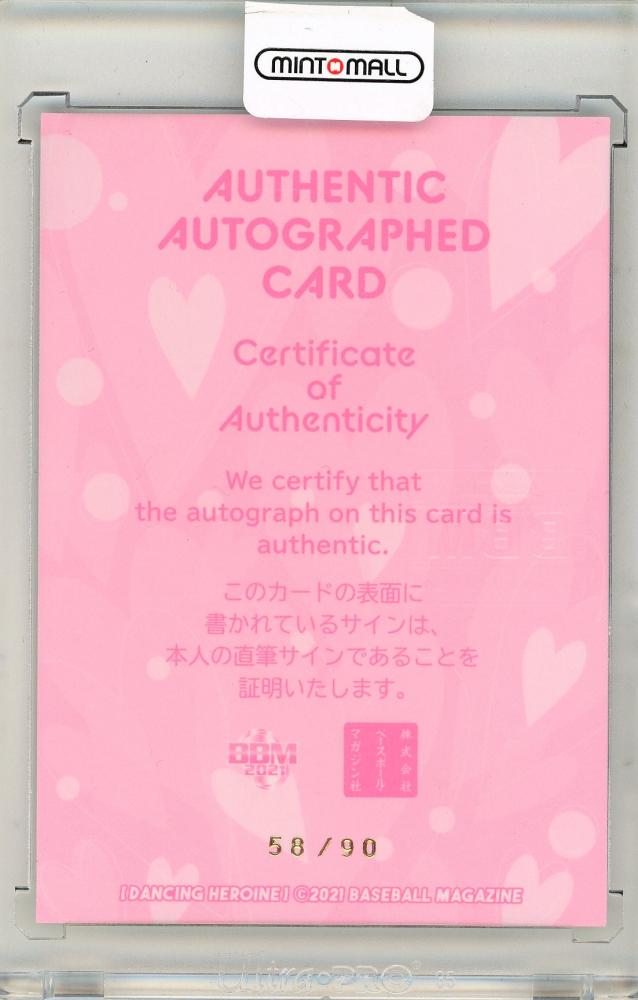 MINT MALL
AUTHENTIC
AUTOGRAPHED
CARD
Certificate
of
Authenticity
We certify that
the autograph on this card is
authentic.
このカードの表面に
書かれているサインは、
本人の直筆サインであることを
証明いたします。
BBM
2021
株式会社
ベースボール・
マガジン社
58/90
[DANCING HEROINE] ©2021 BASEBALL MAGAZINE
Ultra•PRO® 85